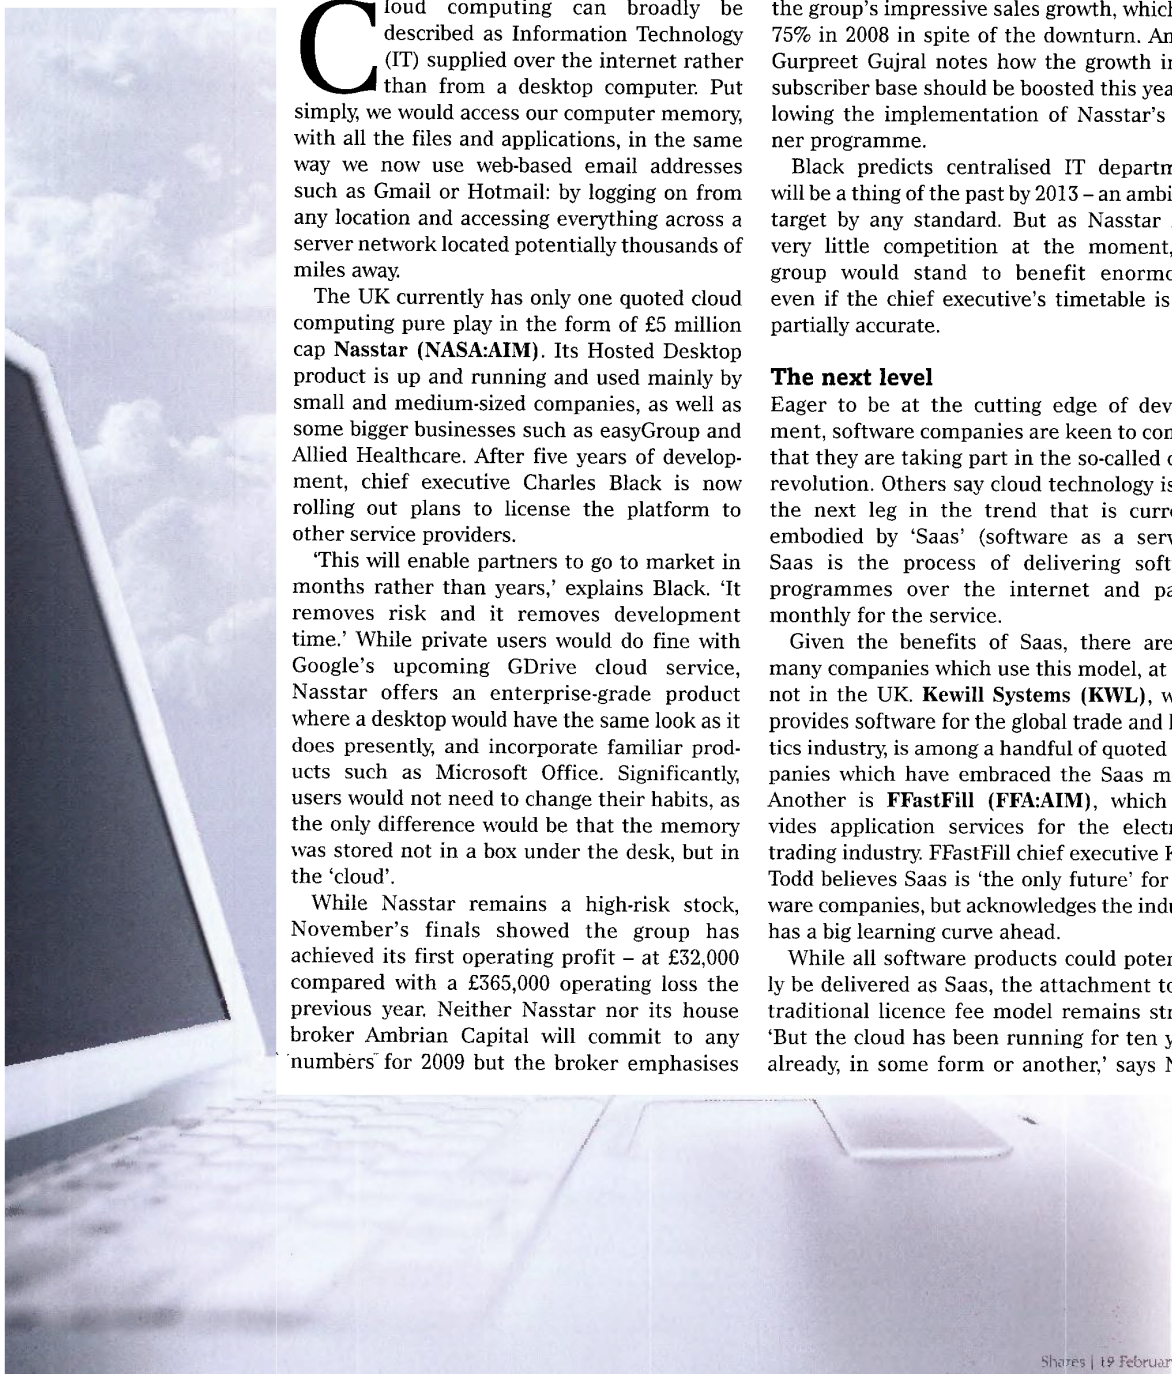 Cloud computing can broadly be
described as Information Technology
(IT) supplied over the internet rather
than from a desktop computer. Put
simply, we would access our computer memory,
with all the files and applications, in the same
way we now use web-based email addresses
such as Gmail or Hotmail: by logging on from
any location and accessing everything across a
server network located potentially thousands of
miles away.
The UK currently has only one quoted cloud
computing pure play in the form of £5 million
cap Nasstar (NASA:AIM). Its Hosted Desktop
product is up and running and used mainly by
small and medium-sized companies, as well as
some bigger businesses such as easyGroup and
Allied Healthcare. After five years of develop-
ment, chief executive Charles Black is now
rolling out plans to license the platform to
other service providers.
‘This will enable partners to go to market in
months rather than years,’ explains Black. ‘It
removes risk and it removes development
time.’ While private users would do fine with
Google’s upcoming GDrive cloud service,
Nasstar offers an enterprise-grade product
where a desktop would have the same look as it
does presently, and incorporate familiar prod-
ucts such as Microsoft Office. Significantly,
users would not need to change their habits, as
the only difference would be that the memory
was stored not in a box under the desk, but in
the ‘cloud’.
While Nasstar remains a high-risk stock,
November’s finals showed the group has
achieved its first operating profit – at £32,000
compared with a £365,000 operating loss the
previous year. Neither Nasstar nor its house
broker Ambrian Capital will commit to any
numbers for 2009 but the broker emphasises
the group’s impressive sales growth, which
75% in 2008 in spite of the downturn. An
Gurpreet Gujral notes how the growth in
subscriber base should be boosted this yea
lowing the implementation of Nasstar’s
ner programme.
Black predicts centralised IT departm
will be a thing of the past by 2013 – an ambi
target by any standard. But as Nasstar
very little competition at the moment,
group would stand to benefit enormo
even if the chief executive’s timetable is
partially accurate.
The next level
Eager to be at the cutting edge of dev
ment, software companies are keen to con
that they are taking part in the so-called c
revolution. Others say cloud technology is
the next leg in the trend that is curre
embodied by ‘Saas’ (software as a serv
Saas is the process of delivering soft
programmes over the internet and pa
monthly for the service.
Given the benefits of Saas, there are
many companies which use this model, at
not in the UK. Kewill Systems (KWL), w
provides software for the global trade and l
tics industry, is among a handful of quoted
panies which have embraced the Saas m
Another is FFastFill (FFA:AIM), which
vides application services for the electr
trading industry. FFastFill chief executive K
Todd believes Saas is ‘the only future’ for
ware companies, but acknowledges the indu
has a big learning curve ahead.
While all software products could poten
ly be delivered as Saas, the attachment to
traditional licence fee model remains str
‘But the cloud has been running for ten y
already, in some form or another,’ says N
Shares | 19 Februar